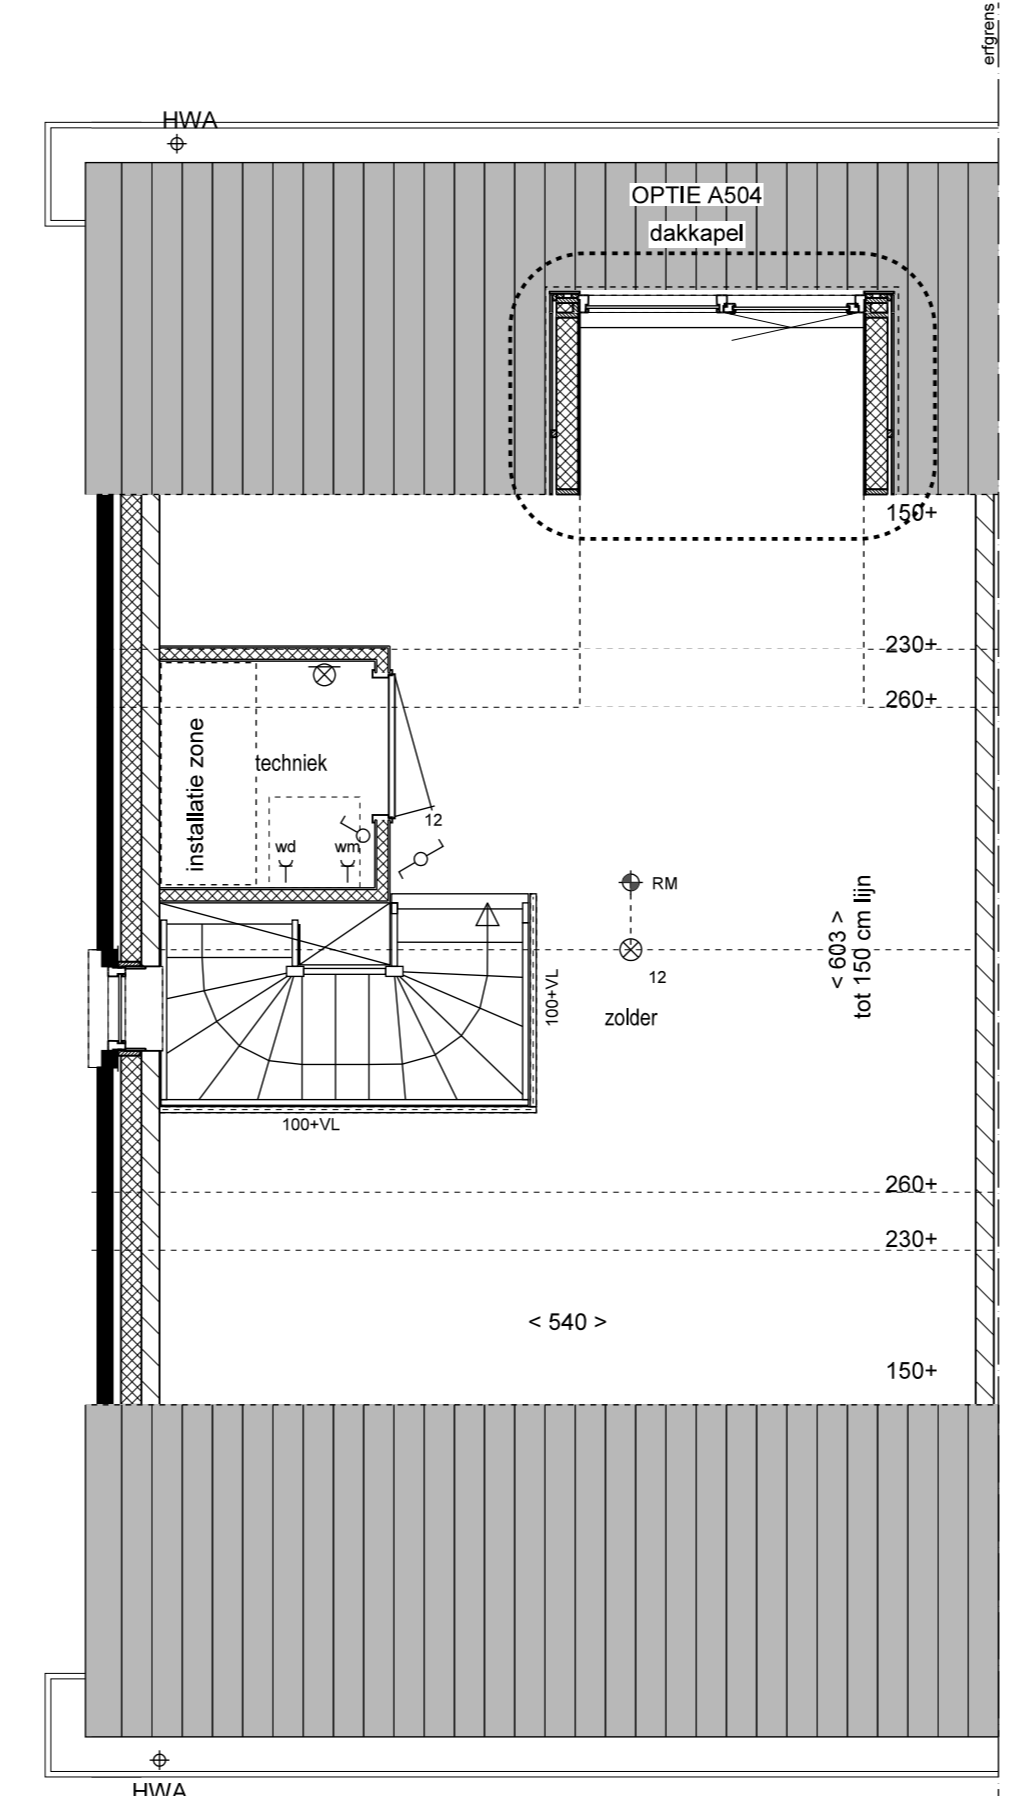 erfgrens
HWA
OPTIE A504
dakkapel
150+
230+
260+
installatie zone
techniek
12
wd
wm
RM
12
zolder
< 603 >
tot 150 cm lijn
100+VL
100+VL
260+
230+
< 540 >
150+
HWA